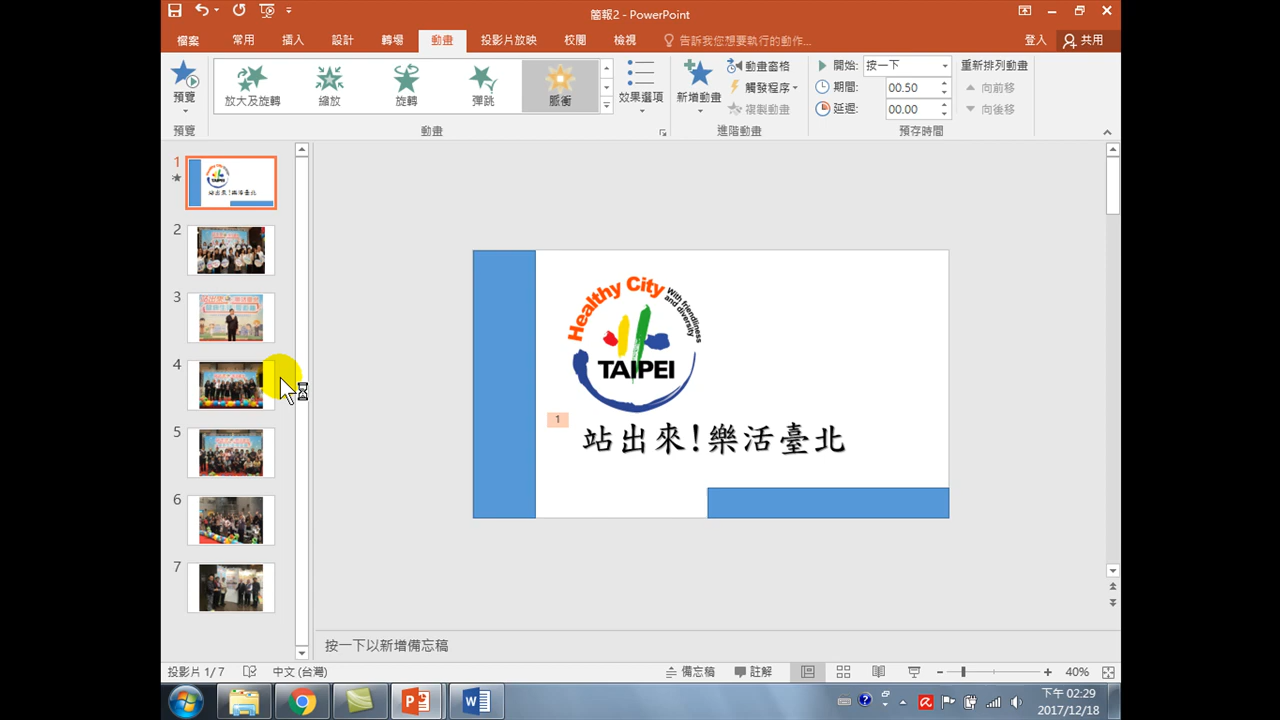 簡報2 - PowerPoint
檔案 常用 插入 設計 轉場 動畫 投影片放映 校閱 檢視 告訴我您想要執行的動作... 登入 共用
預覽 放大及旋轉 縮放 旋轉 彈跳 脈衝 效果選項 新增動畫
動畫窗格 觸發程序 複製動畫
開始: 按一下 重新排列動畫
期間: 00.50 向前移
延遲: 00.00 向後移
預覽 動畫 進階動畫 預存時間
1
2
3
4
5
6
7
Healthy City
With friendliness
and diversity
TAIPEI
1
站出來!樂活臺北
按一下以新增備忘稿
投影片 1/7 中文 (台灣) 備忘稿 註解 40%
下午 02:29
2017/12/18